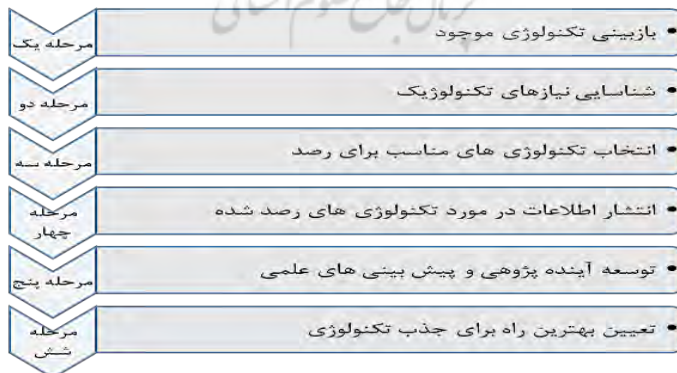 مرحله یک
• بازبینی تکنولوژی موجود
مرحله دو
• شناسایی نیازهای تکنولوژیک
مرحله سه
• انتخاب تکنولوژی های مناسب برای رصد
مرحله
چهار
• انتشار اطلاعات در مورد تکنولوژی های رصد شده
مرحله پنج
• توسعه آینده پژوهی و پیش بینی های علمی
مرحله
شش
• تعیین بهترین راه برای جذب تکنولوژی